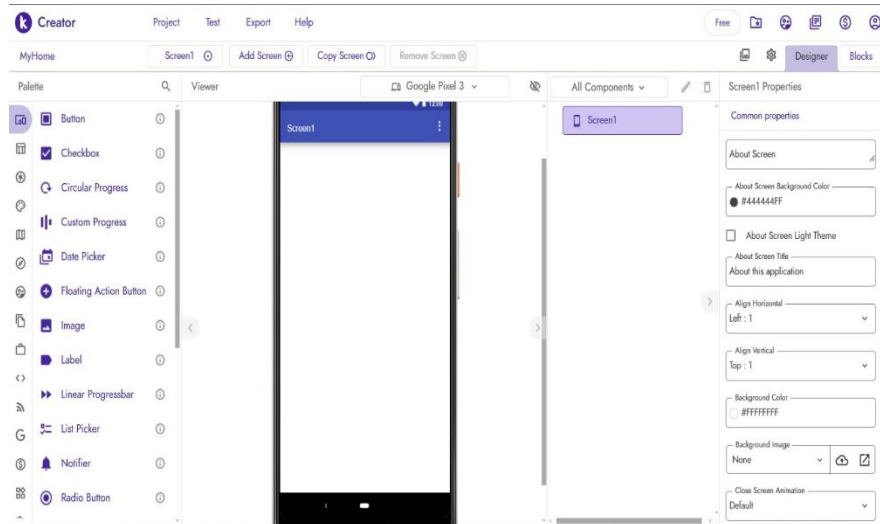 k Creator Project Test Export Help Free
MyHome Screen1 Add Screen Copy Screen Remove Screen Designer Blocks
Palette Viewer Google Pixel 3 All Components Screen1 Properties
Button
Checkbox
Circular Progress
Custom Progress
Date Picker
Floating Action Button
Image
Label
Linear Progressbar
List Picker
Notifier
Radio Button
12:00
Screen1
Screen1
Common properties
About Screen
About Screen Background Color
#444444FF
About Screen Light Theme
About Screen Title
About this application
Align Horizontal
Left : 1
Align Vertical
Top : 1
Background Color
#FFFFFFFF
Background Image
None
Close Screen Animation
Default